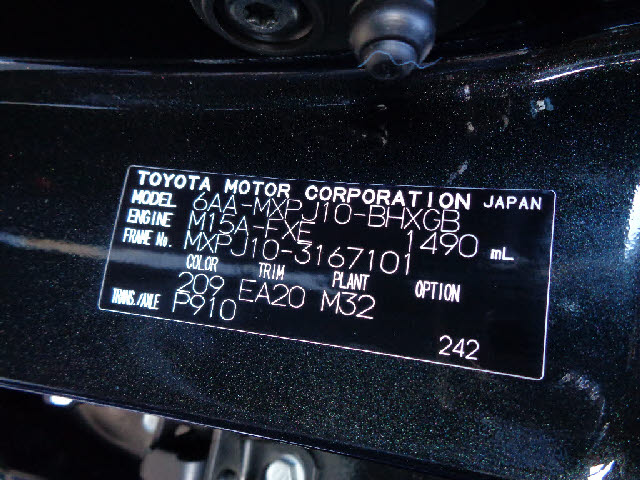 TOYOTA MOTOR CORPORATION JAPAN
MODEL 6AA-MXPJ10-BHXGB
ENGINE M15A-FXE 1490 mL
FRAME No. MXPJ10-3167101
COLOR TRIM PLANT OPTION
209 EA20 M32
TRANS./AXLE P910
242